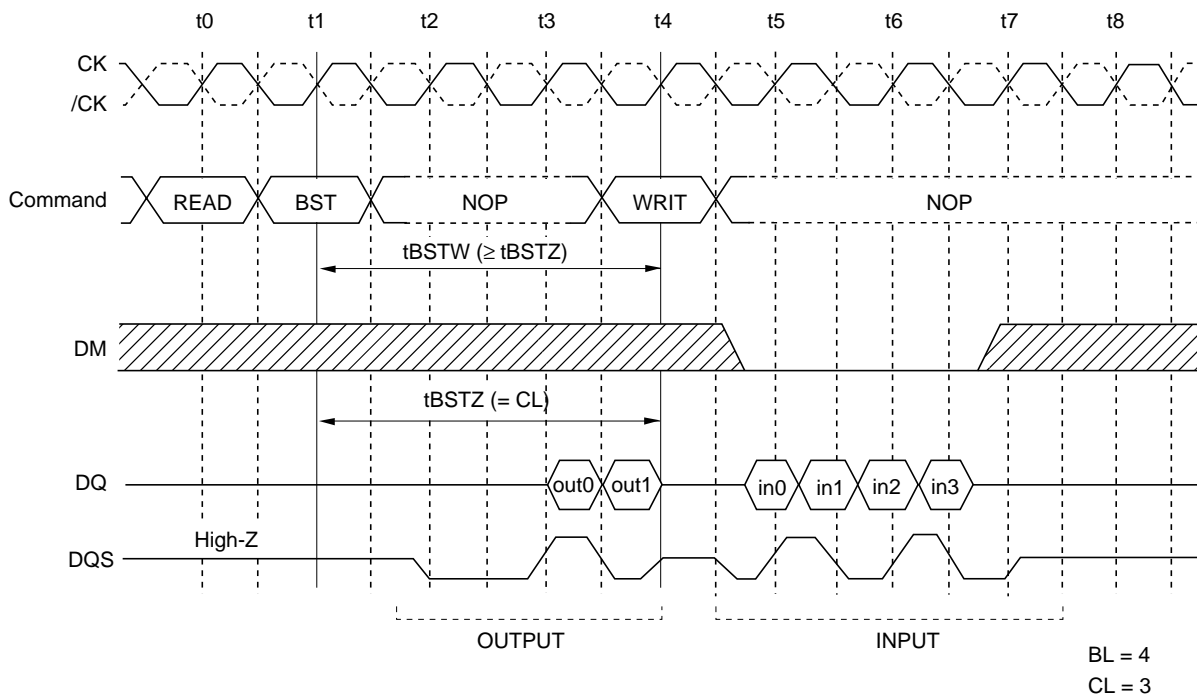 t0 t1 t2 t3 t4 t5 t6 t7 t8
CK
/CK
Command READ BST NOP WRIT NOP
tBSTW (≥ tBSTZ)
DM
tBSTZ (= CL)
DQ out0 out1 in0 in1 in2 in3
High-Z
DQS
OUTPUT INPUT
BL = 4
CL = 3